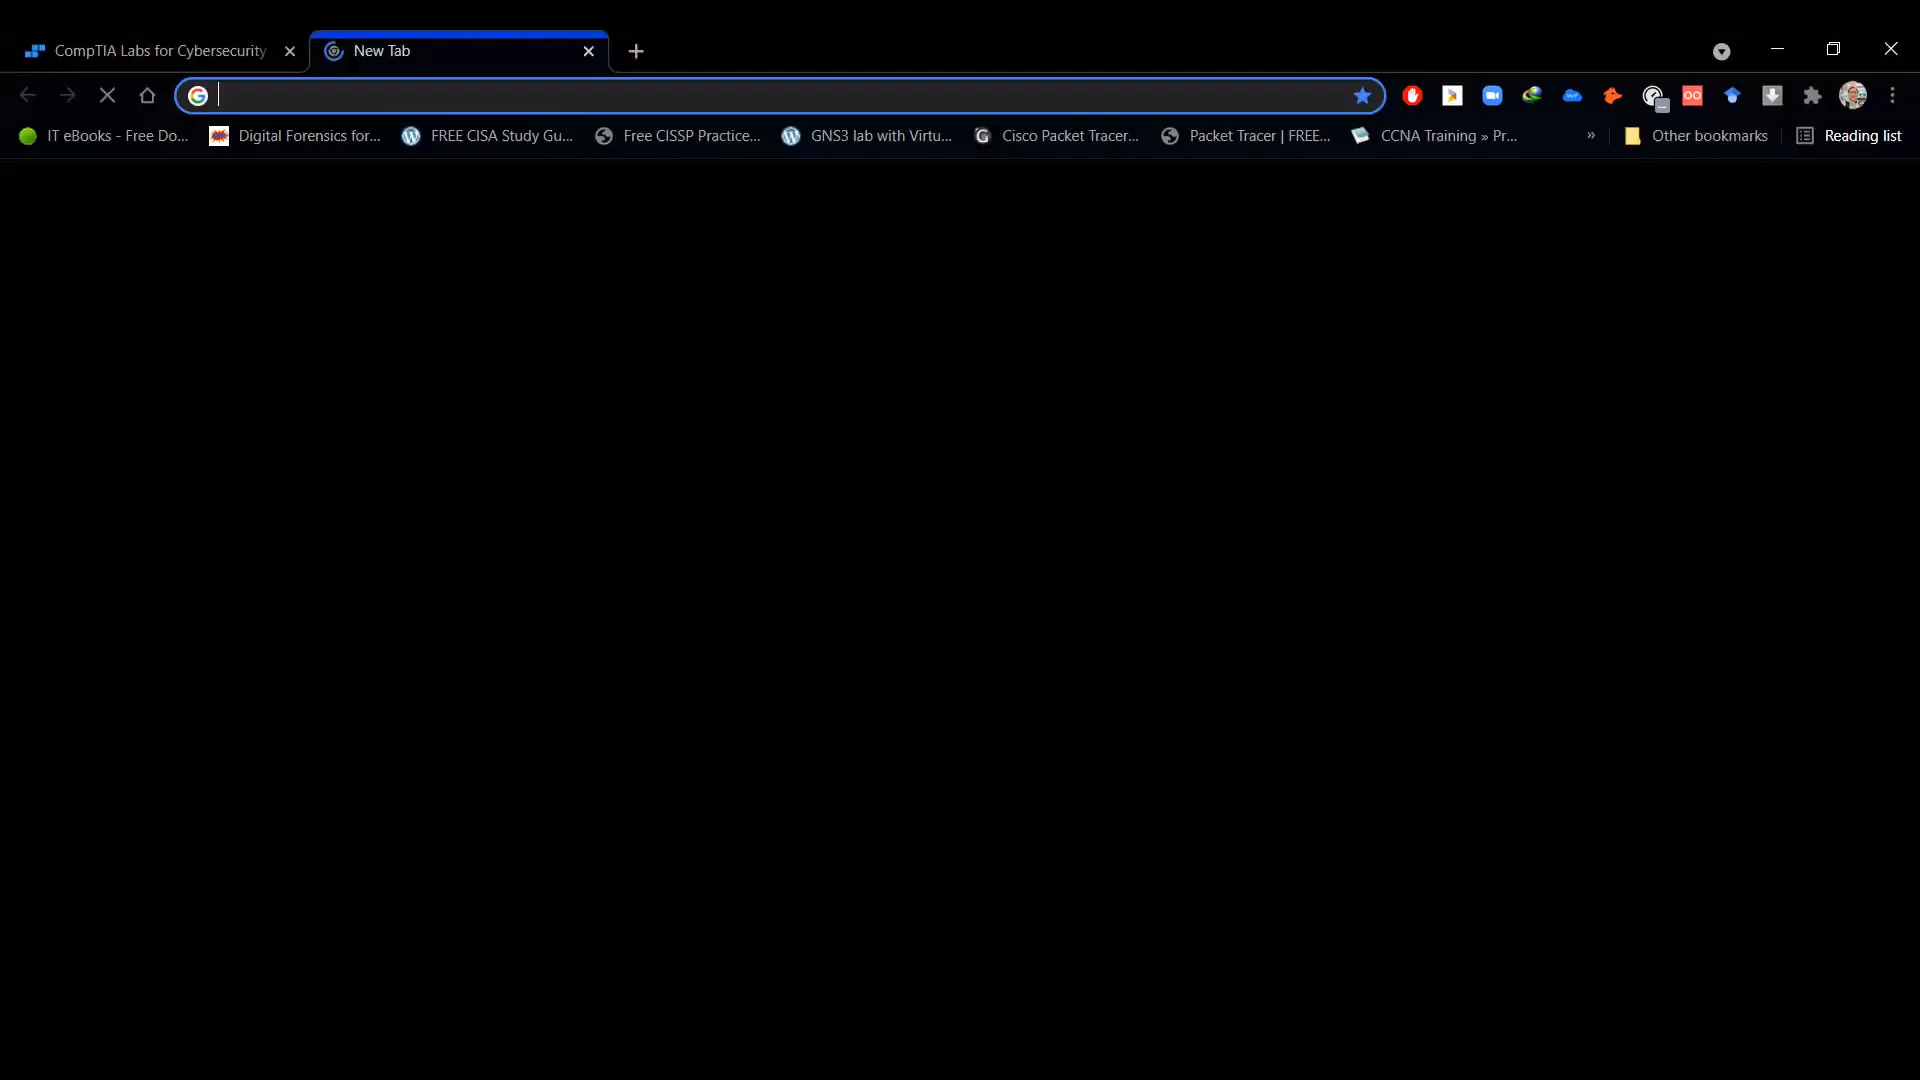 CompTIA Labs for Cybersecurity
New Tab
IT eBooks - Free Do... Digital Forensics for... FREE CISA Study Gu... Free CISSP Practice... GNS3 lab with Virtu... Cisco Packet Tracer... Packet Tracer | FREE... CCNA Training » Pr... » Other bookmarks Reading list